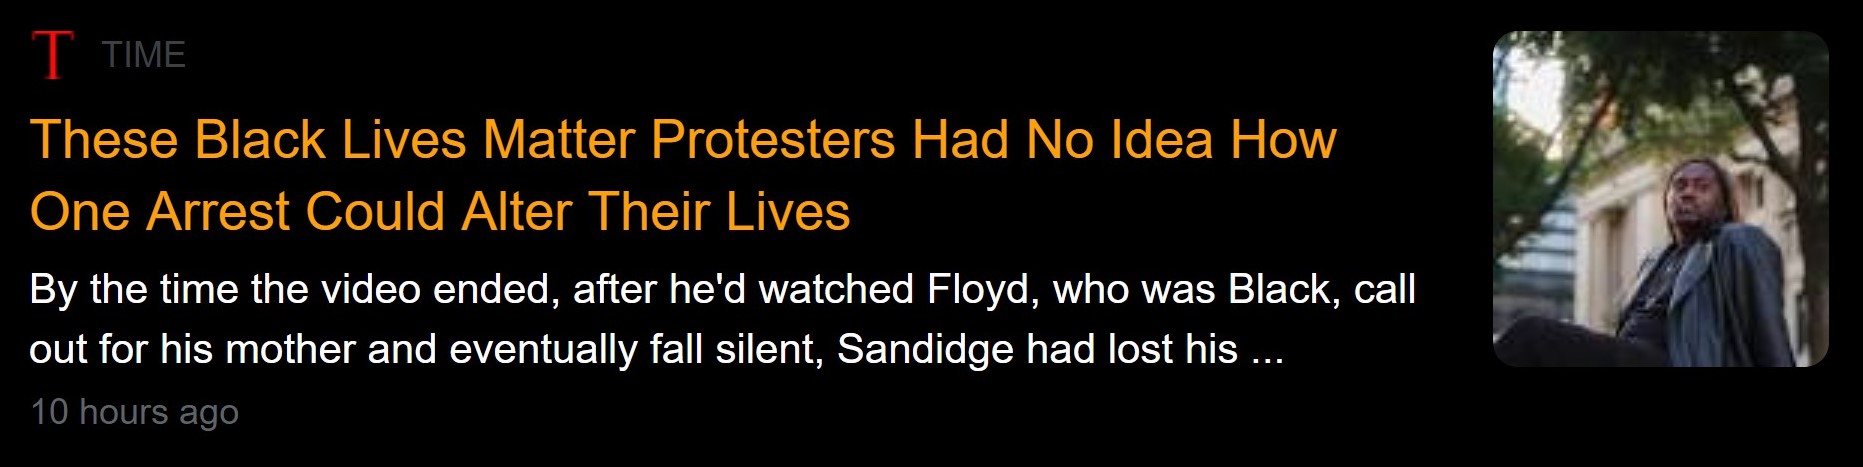 T TIME
These Black Lives Matter Protesters Had No Idea How
One Arrest Could Alter Their Lives
By the time the video ended, after he'd watched Floyd, who was Black, call
out for his mother and eventually fall silent, Sandidge had lost his ...
10 hours ago